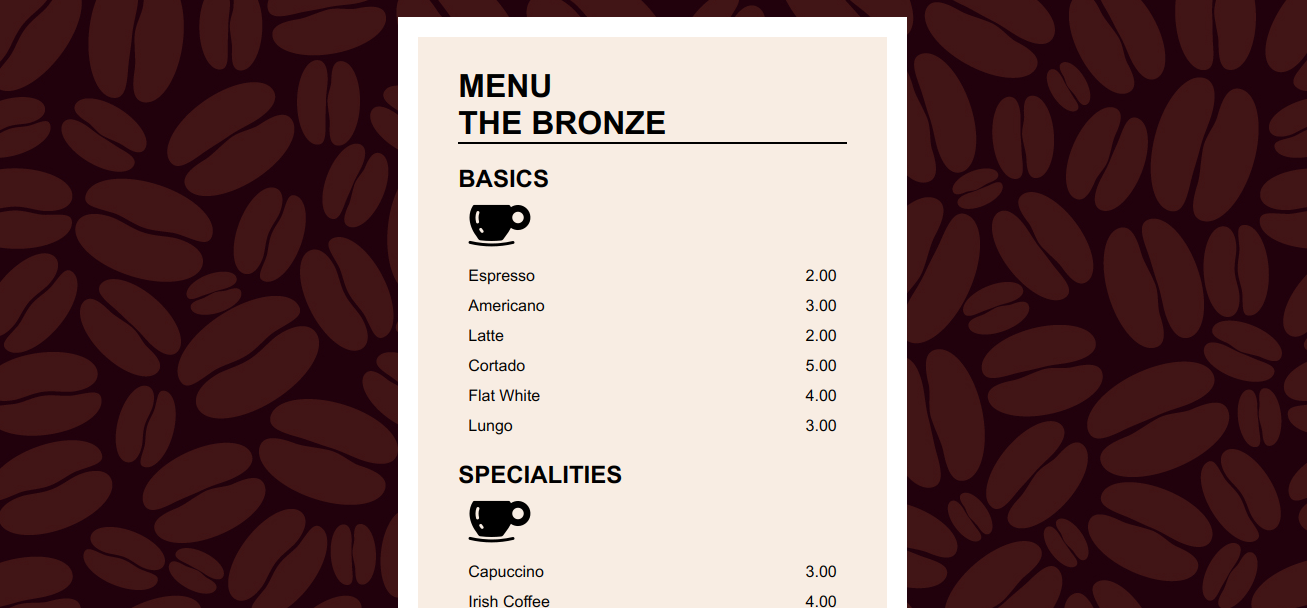 MENU
THE BRONZE
BASICS
Espresso 2.00
Americano 3.00
Latte 2.00
Cortado 5.00
Flat White 4.00
Lungo 3.00
SPECIALITIES
Capuccino 3.00
Irish Coffee 4.00